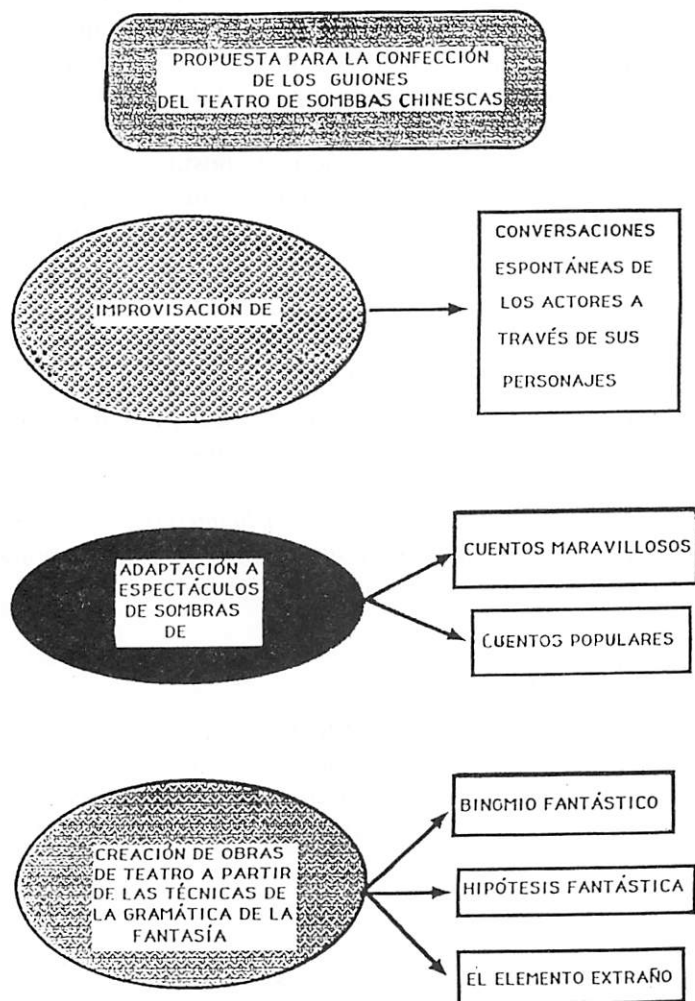 PROPUESTA PARA LA CONFECCIÓN
DE LOS GUIONES
DEL TEATRO DE SOMBRAS CHINESCAS
IMPROVISACIÓN DE
CONVERSACIONES
ESPONTÁNEAS DE
LOS ACTORES A
TRAVÉS DE SUS
PERSONAJES
ADAPTACIÓN A
ESPECTÁCULOS
DE SOMBRAS
DE
CUENTOS MARAVILLOSOS
CUENTOS POPULARES
CREACIÓN DE OBRAS
DE TEATRO A PARTIR
DE LAS TÉCNICAS DE
LA GRAMÁTICA DE LA
FANTASÍA
BINOMIO FANTÁSTICO
HIPÓTESIS FANTÁSTICA
EL ELEMENTO EXTRAÑO